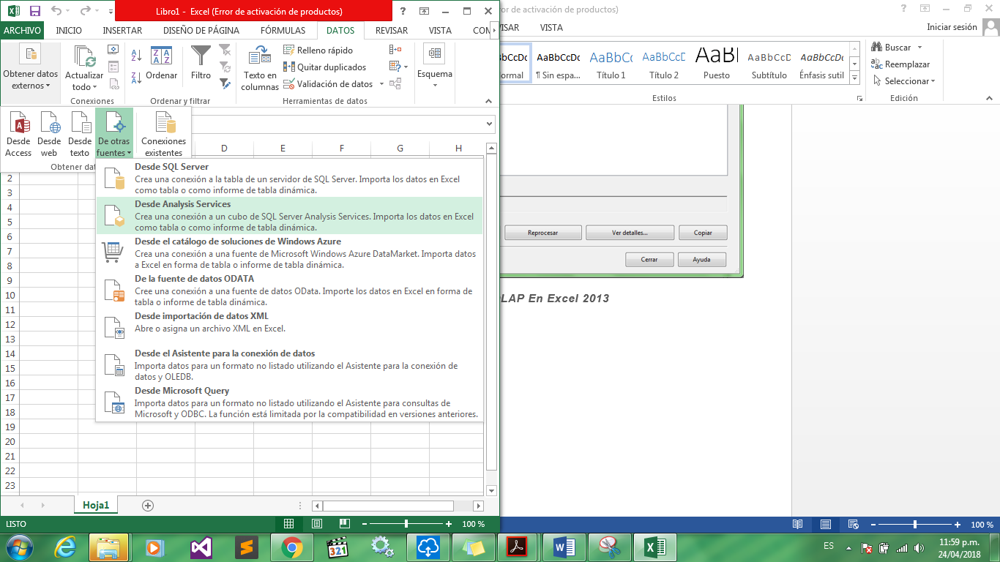 Libro1 - Excel (Error de activación de productos)
ARCHIVO INICIO INSERTAR DISEÑO DE PÁGINA FÓRMULAS DATOS REVISAR VISTA
Obtener datos externos
Actualizar todo
Conexiones
Ordenar
Filtro
Ordenar y filtrar
Texto en columnas
Relleno rápido
Quitar duplicados
Validación de datos
Herramientas de datos
Esquema
Desde Access
Desde web
Desde texto
De otras fuentes
Conexiones existentes
Obtener dat
D E F G H
Desde SQL Server
Crea una conexión a la tabla de un servidor de SQL Server. Importa los datos en Excel
como tabla o como informe de tabla dinámica.
Desde Analysis Services
Crea una conexión a un cubo de SQL Server Analysis Services. Importa los datos en Excel
como tabla o como informe de tabla dinámica.
Desde el catálogo de soluciones de Windows Azure
Crea una conexión a una fuente de Microsoft Windows Azure DataMarket. Importa datos
a Excel en forma de tabla o informe de tabla dinámica.
De la fuente de datos ODATA
Cree una conexión a una fuente de datos OData. Importe los datos en Excel en forma de
tabla o informe de tabla dinámica.
Desde importación de datos XML
Abre o asigna un archivo XML en Excel.
Desde el Asistente para la conexión de datos
Importa datos para un formato no listado utilizando el Asistente para la conexión de
datos y OLEDB.
Desde Microsoft Query
Importa datos para un formato no listado utilizando el Asistente para consultas de
Microsoft y ODBC. La función está limitada por la compatibilidad en versiones anteriores.
2
3
4
5
6
7
8
9
10
11
12
13
14
15
16
17
18
19
20
21
22
23
Hoja1
LISTO
100 %
ror de activación de productos)
ISAR VISTA
Iniciar sesión
AaBbCcDc AaBbCc AaBbCcD AaBbCcD AaBbCcDc
¶ Sin espa... Título 1 Título 2 Puesto Subtítulo Énfasis sutil
Estilos
Buscar
Reemplazar
Seleccionar
Edición
Reprocesar Ver detalles... Copiar
Cerrar Ayuda
LAP En Excel 2013
100 %
321
ES
11:59 p.m.
24/04/2018